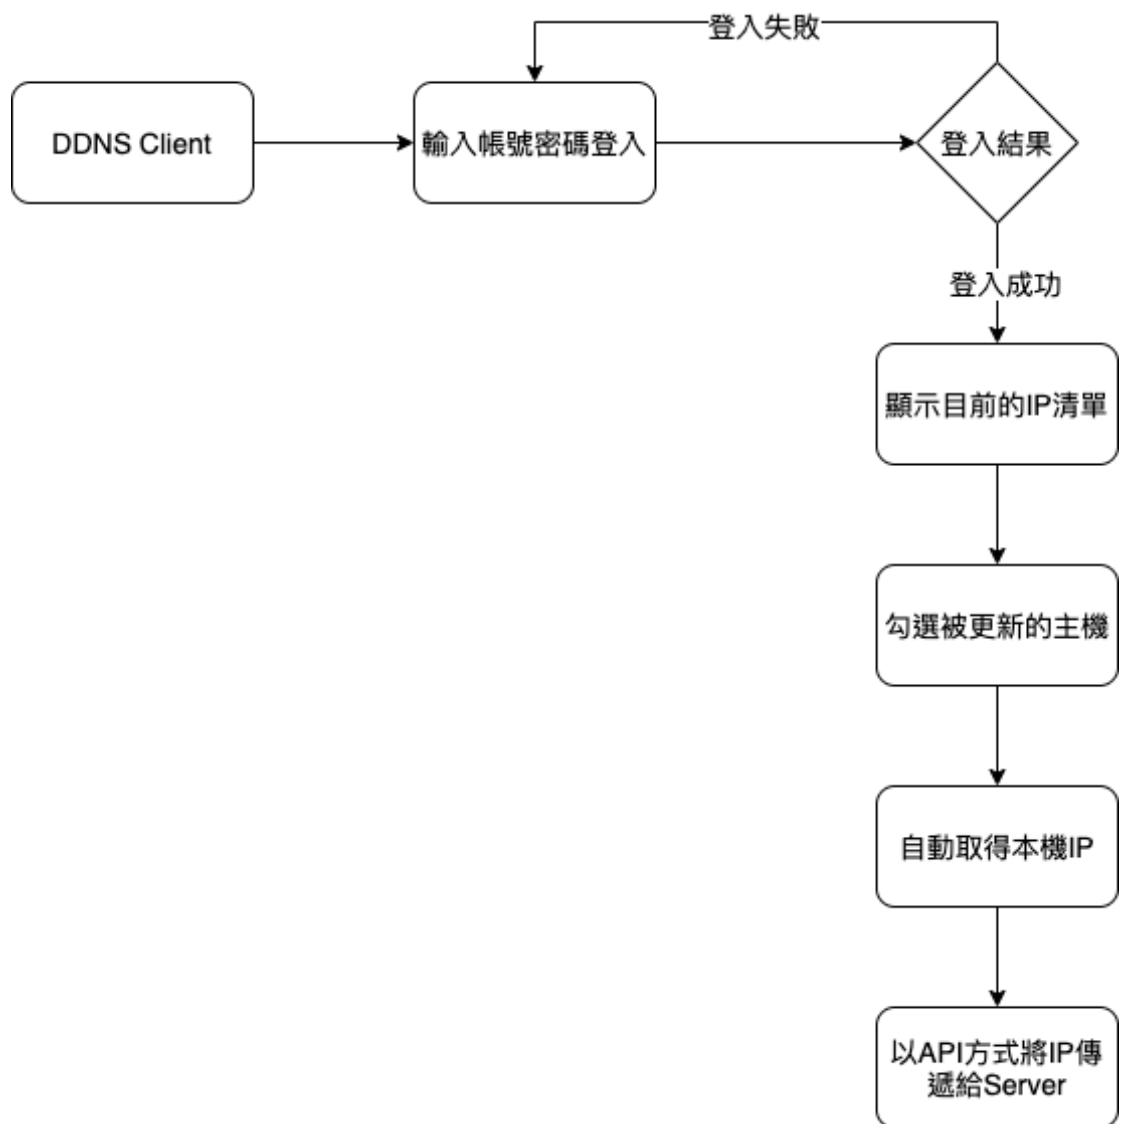 登入失敗
DDNS Client
輸入帳號密碼登入
登入結果
登入成功
顯示目前的IP清單
勾選被更新的主機
自動取得本機IP
以API方式將IP傳
遞給Server